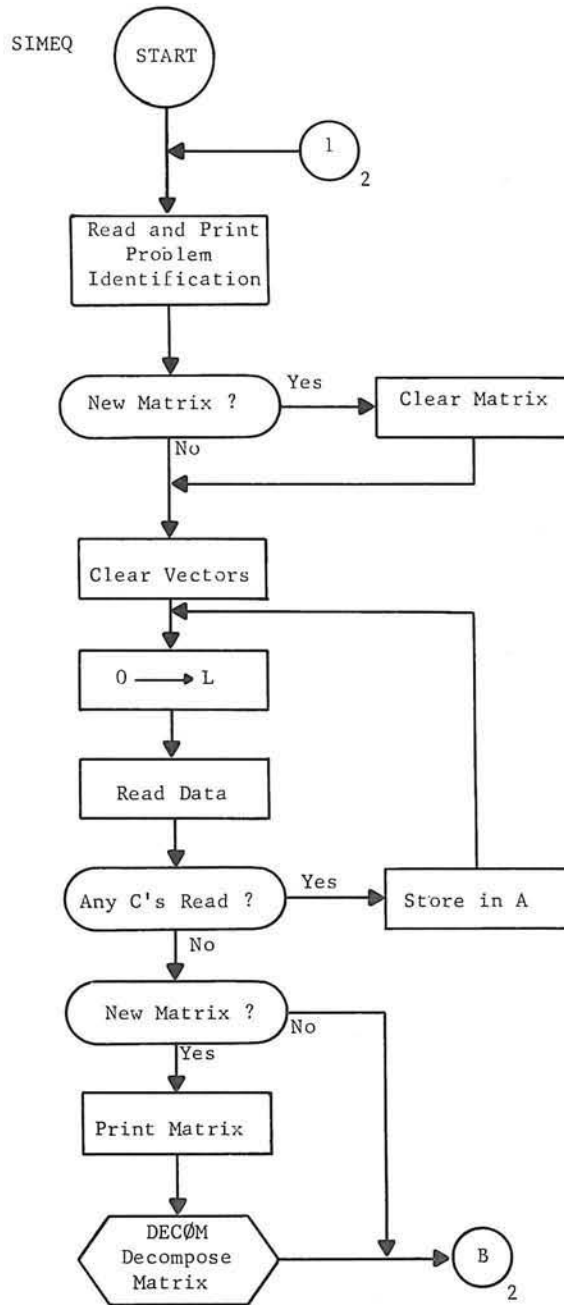 SIMEQ
START
1
2
Read and Print
Problem
Identification
New Matrix ?
Yes
Clear Matrix
No
Clear Vectors
0 → L
Read Data
Any C's Read ?
Yes
Store in A
No
New Matrix ?
No
Yes
Print Matrix
DECØM
Decompose
Matrix
B
2